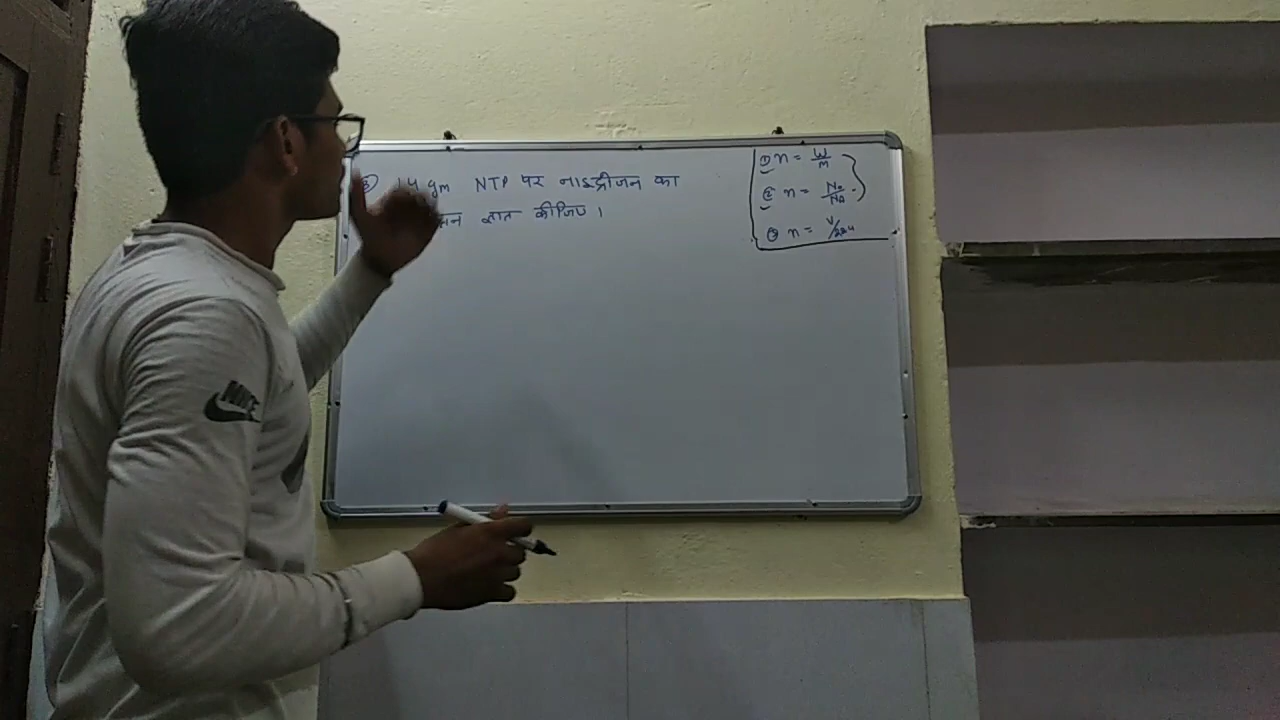 14 gm NTP पर नाइट्रोजन का
ज्ञात कीजिए।
① n = W/m
② n = /NA
③ n = V/22.4
NIKE